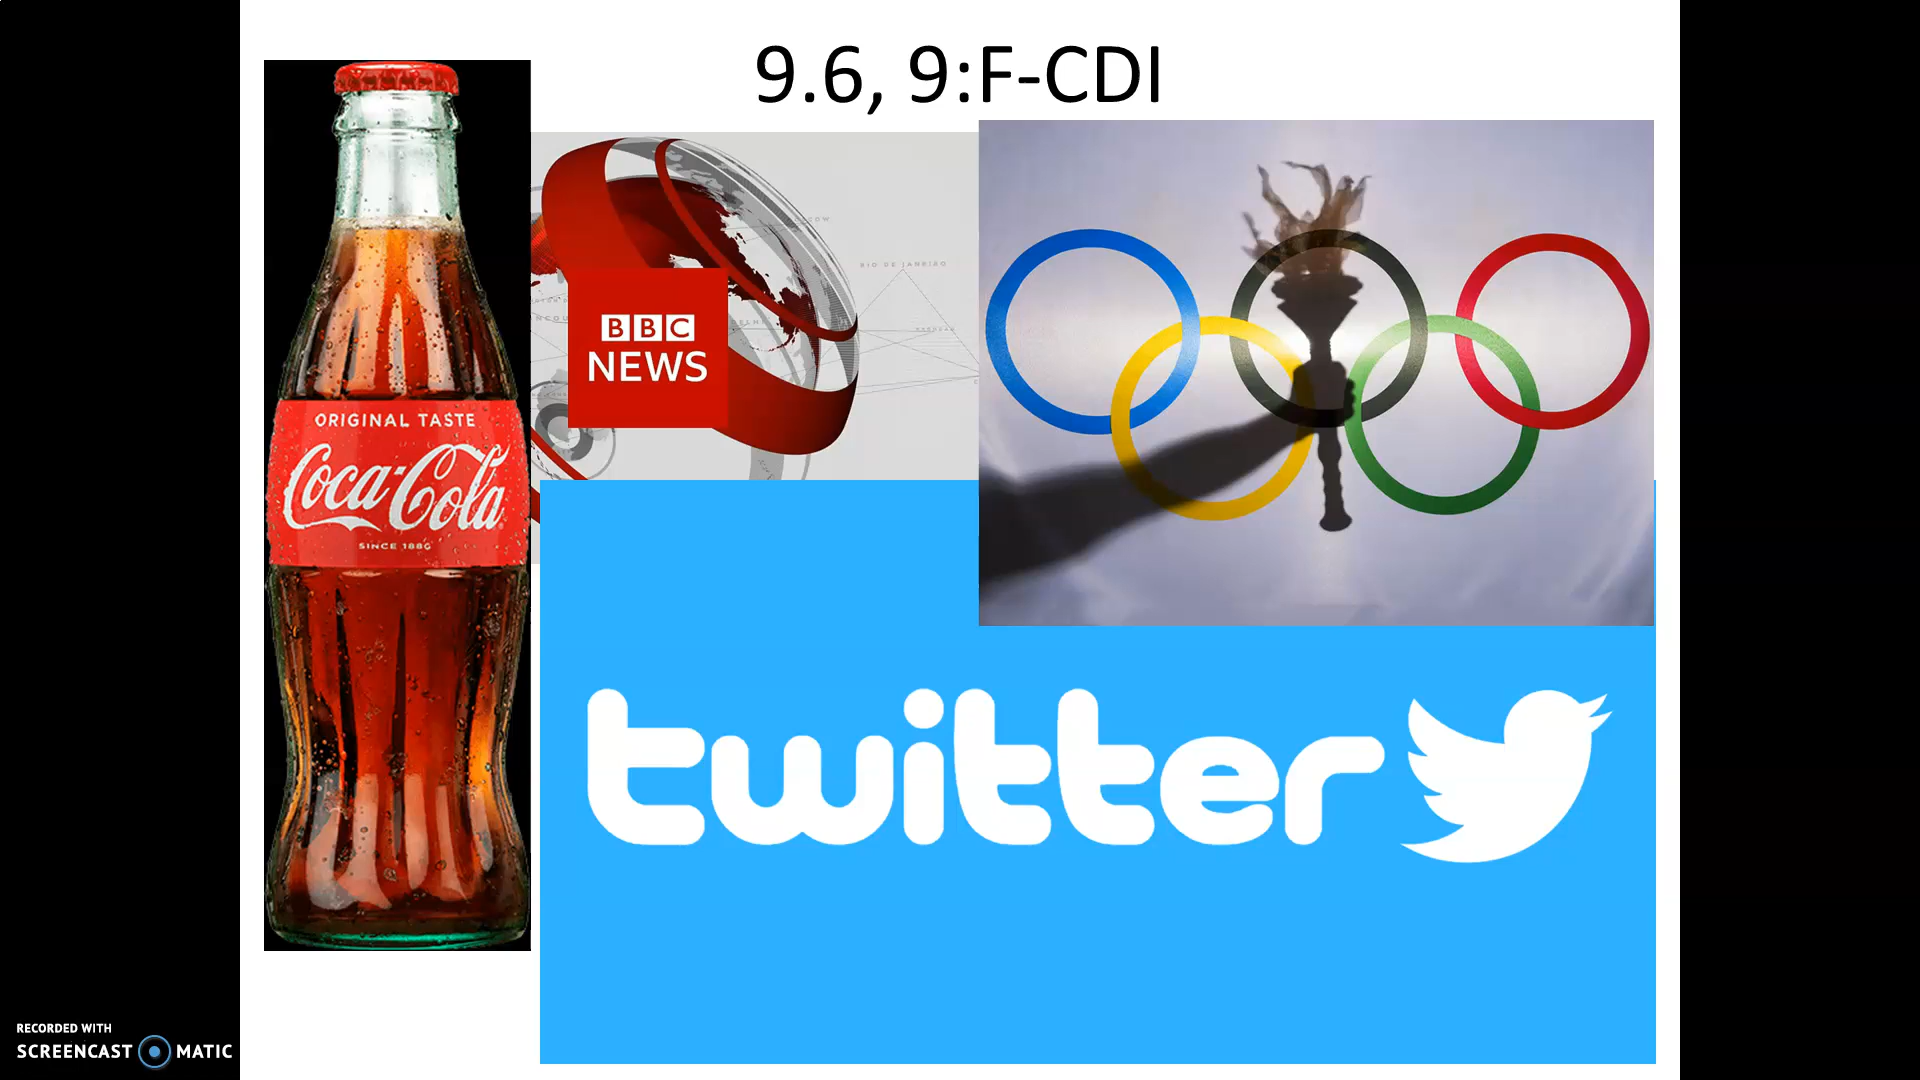 9.6, 9:F-CDI
ORIGINAL TASTE
Coca-Cola
SINCE 1886
RIO DE JANEIRO
BBC
NEWS
twitter
RECORDED WITH
SCREENCAST MATIC